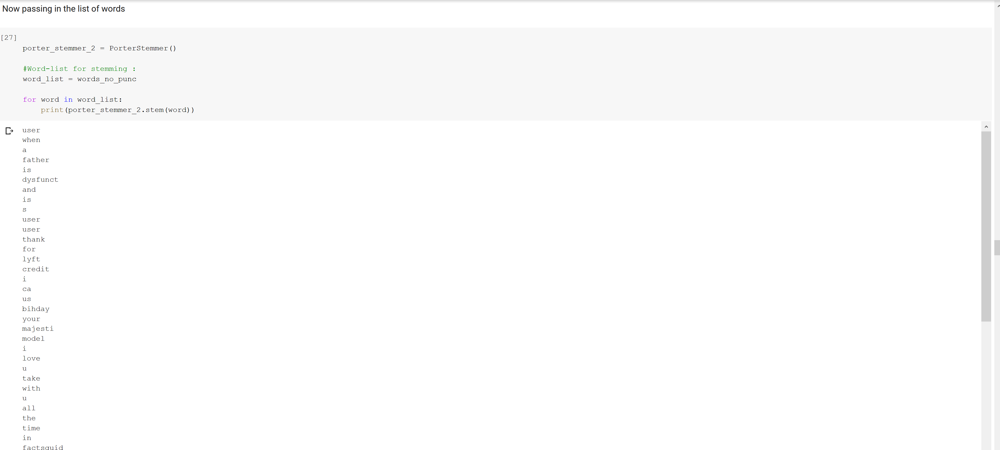 Now passing in the list of words
[27]
porter_stemmer_2 = PorterStemmer()
#Word-list for stemming :
word_list = words_no_punc
for word in word_list:
    print(porter_stemmer_2.stem(word))
user
when
a
father
is
dysfunct
and
is
s
user
user
thank
for
lyft
credit
i
ca
us
bihday
your
majesti
model
i
love
u
take
with
u
all
the
time
in
factsguid